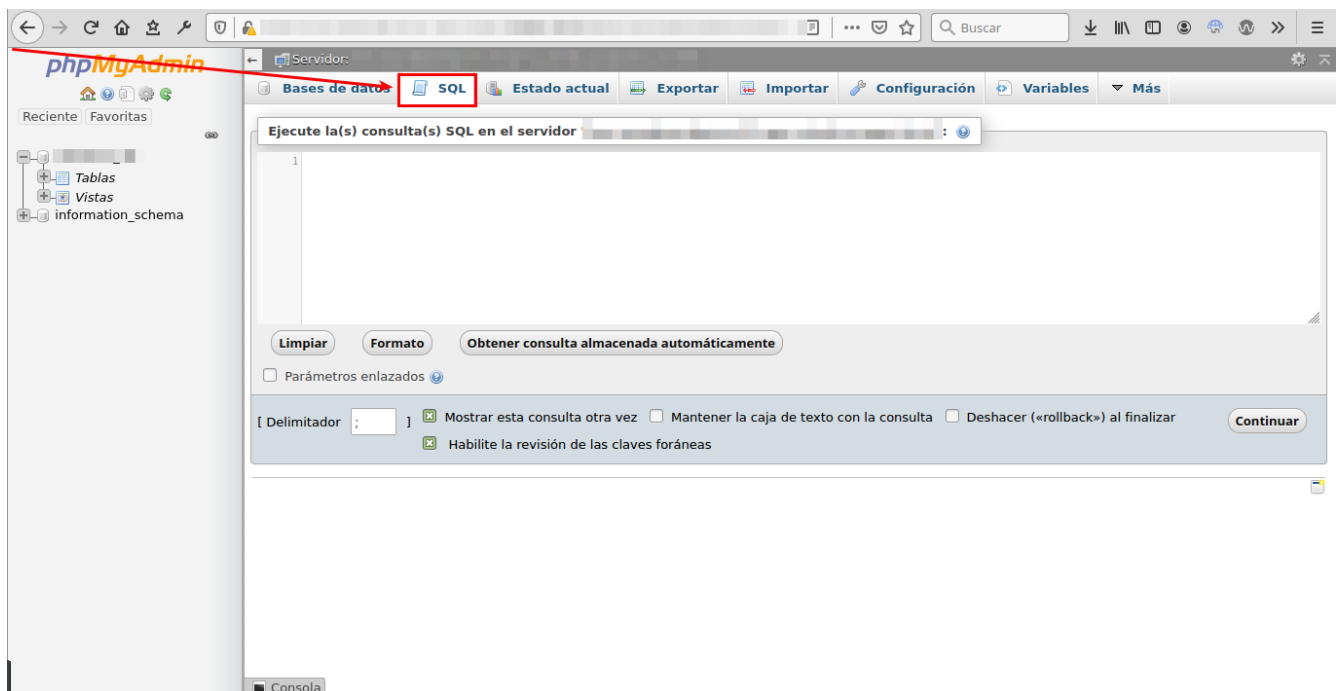 Buscar
phpMyAdmin
Servidor:
Bases de datos SQL Estado actual Exportar Importar Configuración Variables Más
Reciente Favoritas
Ejecute la(s) consulta(s) SQL en el servidor :
1
Tablas
Vistas
information_schema
Limpiar Formato Obtener consulta almacenada automáticamente
Parámetros enlazados
[ Delimitador ; ] Mostrar esta consulta otra vez Mantener la caja de texto con la consulta Deshacer («rollback») al finalizar Continuar
Habilite la revisión de las claves foráneas
Consola